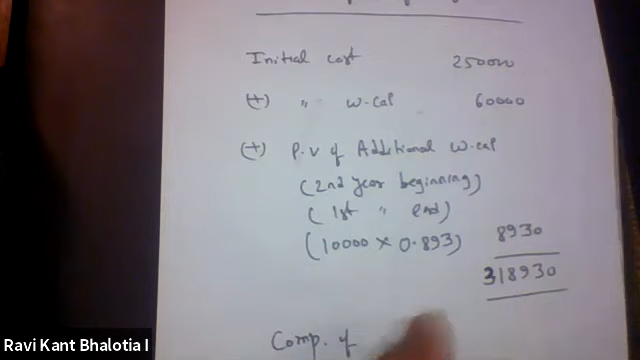 Initial cost 250000
(+) " w-cap 60000
(+) P.V of Additional w-cap
(2nd year beginning)
(1st " end)
(10000 × 0.893) 8930
318930
Comp. of
Ravi Kant Bhalotia I